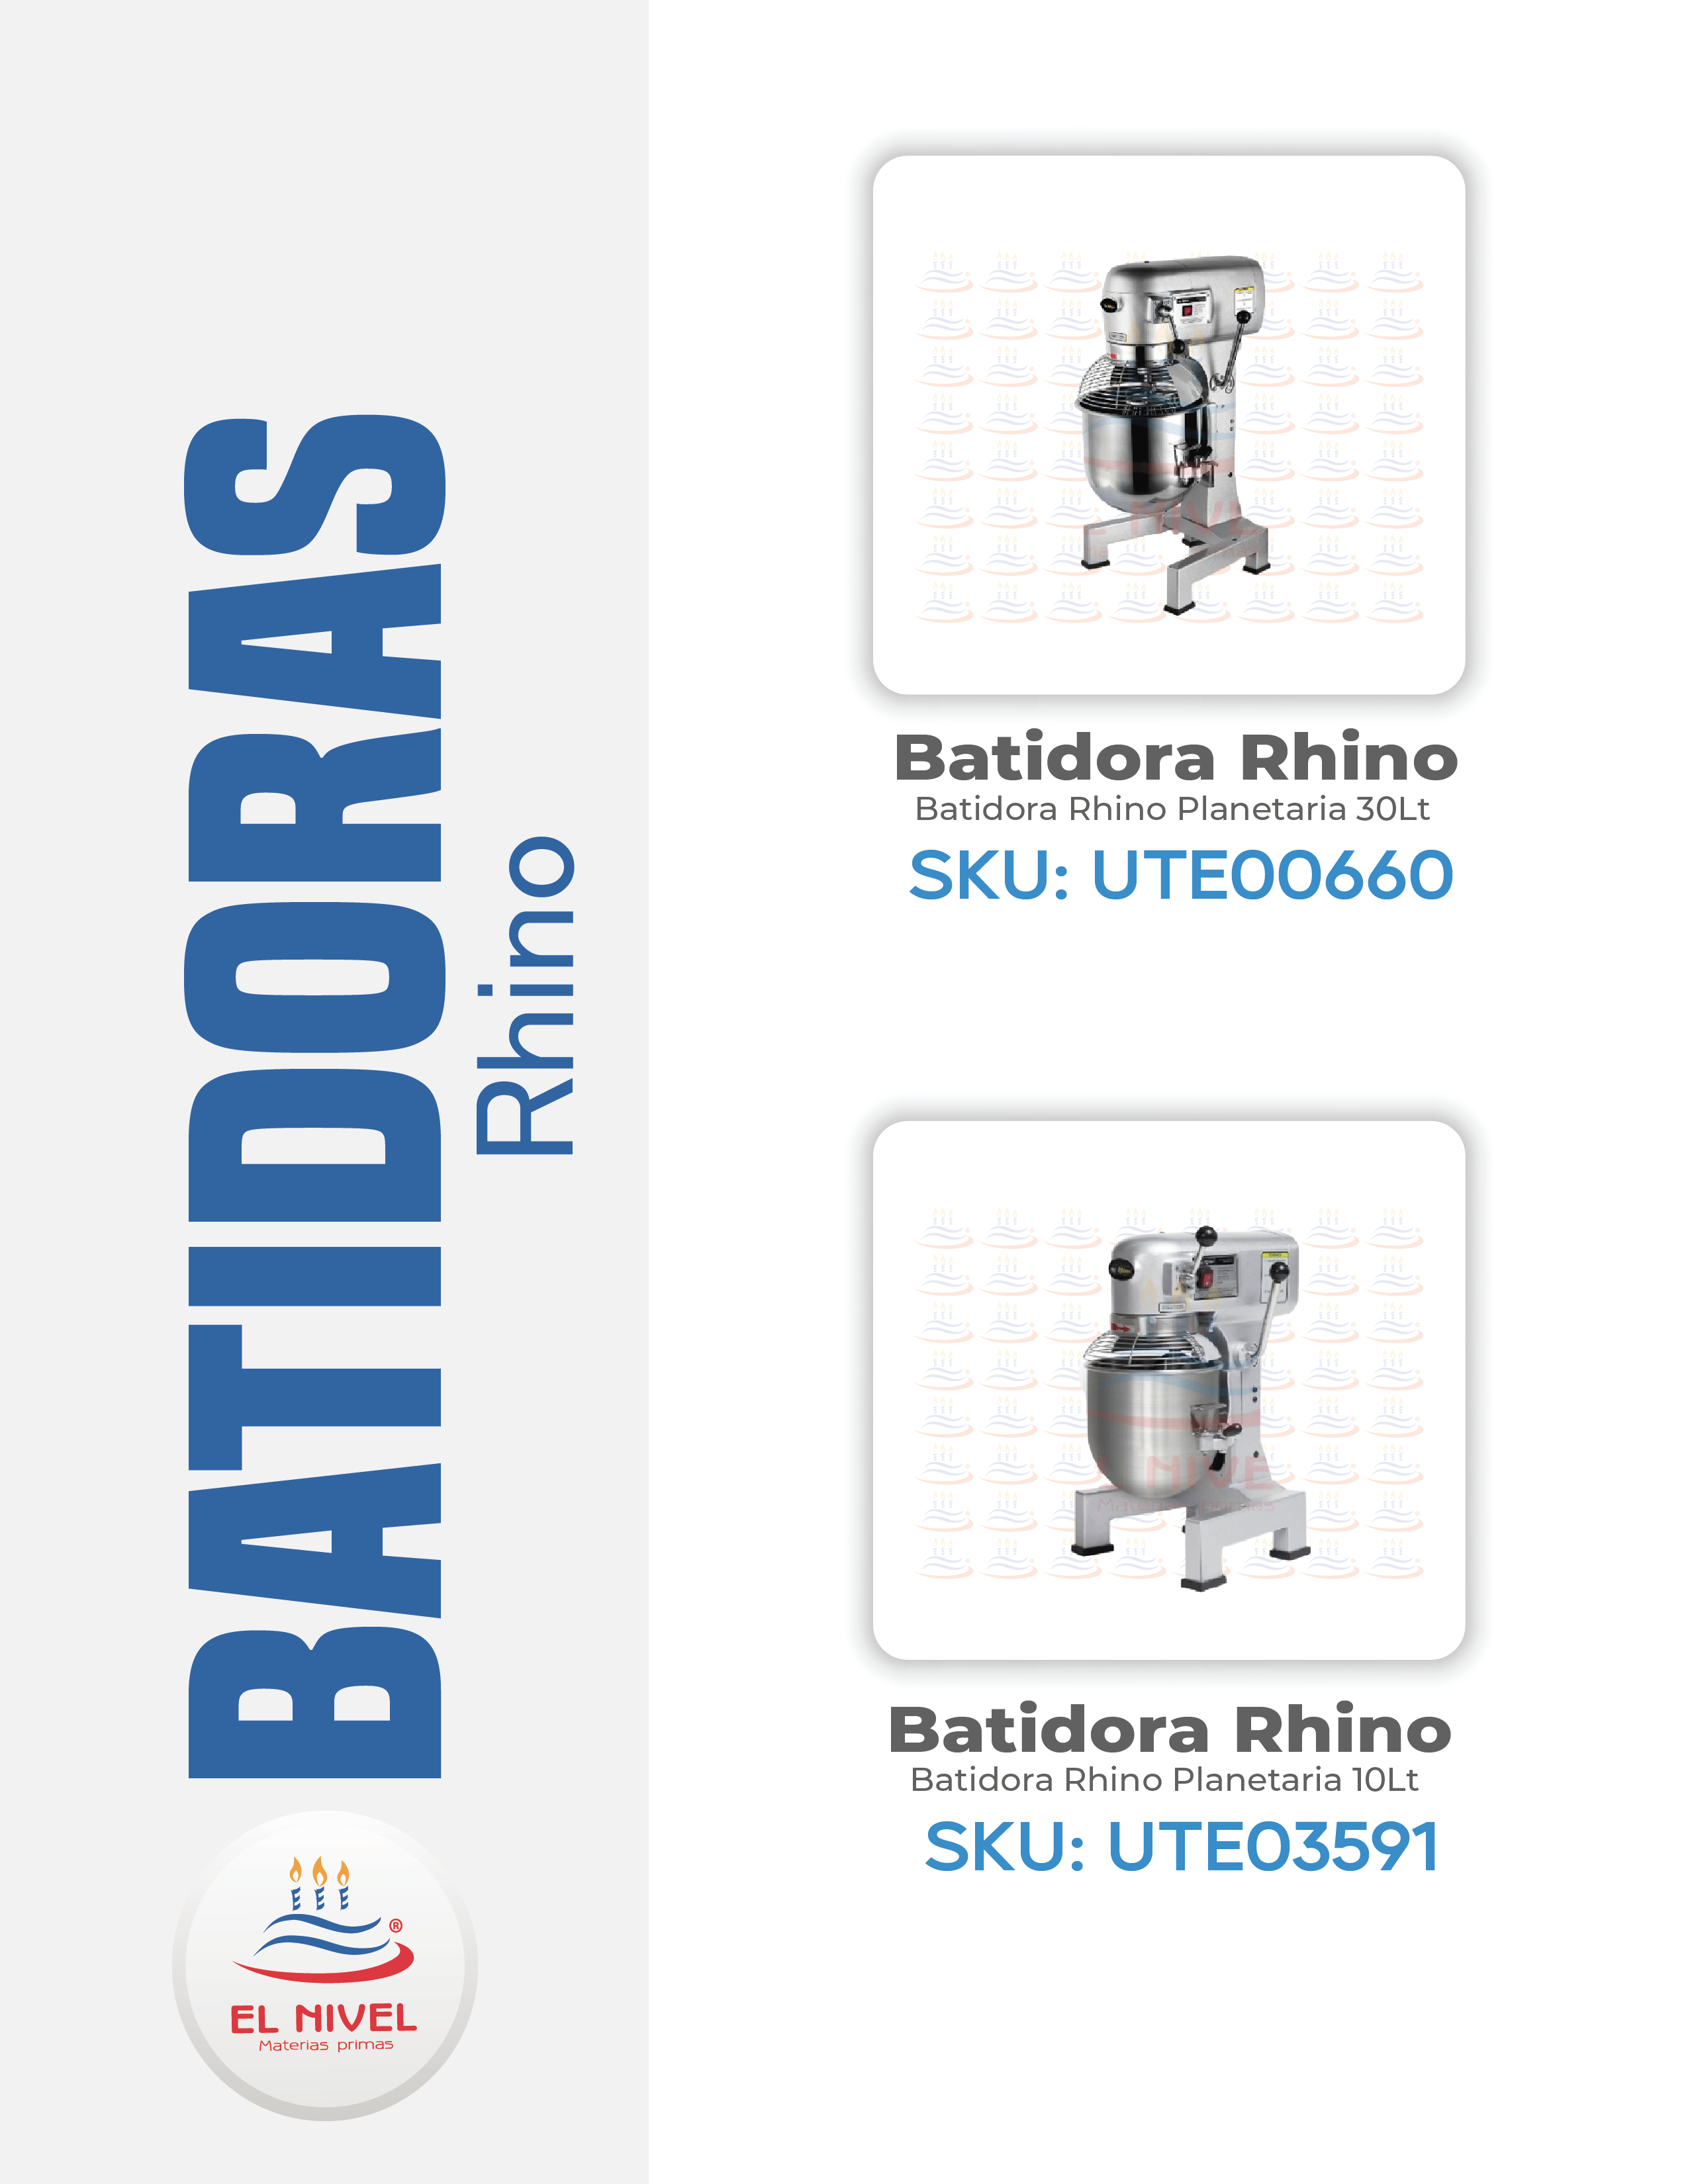 BATIDORAS
Rhino
EL NIVEL
Materias primas
Batidora Rhino
Batidora Rhino Planetaria 30Lt
SKU: UTE00660
Batidora Rhino
Batidora Rhino Planetaria 10Lt
SKU: UTE03591